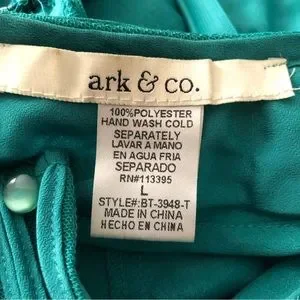 ark & co.
100%POLYESTER
HAND WASH COLD
SEPARATELY
LAVAR A MANO
EN AGUA FRIA
SEPARADO
RN#113395
L
STYLE#:BT-3948-T
MADE IN CHINA
HECHO EN CHINA